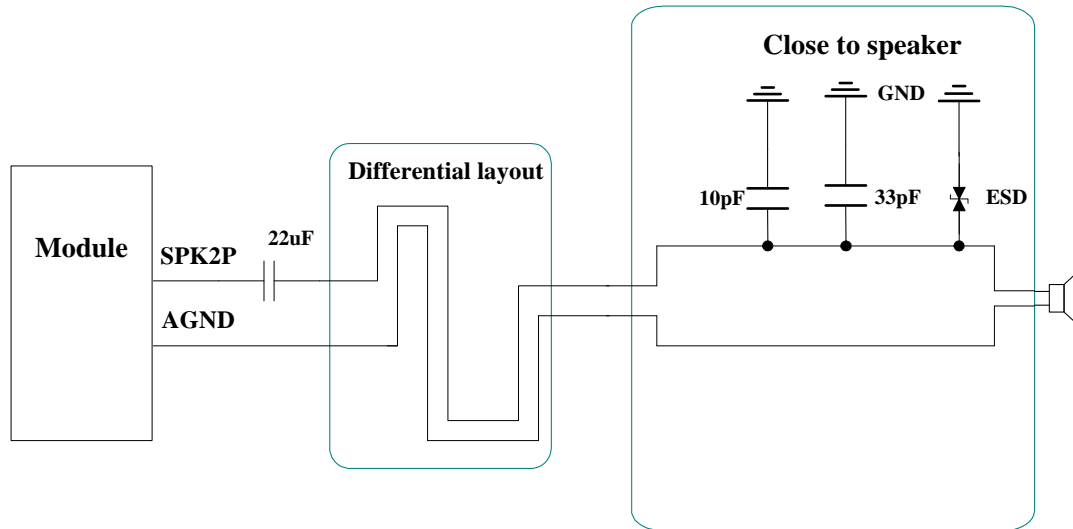 Close to speaker
GND
Differential layout
10pF
33pF
ESD
Module
SPK2P
22uF
AGND